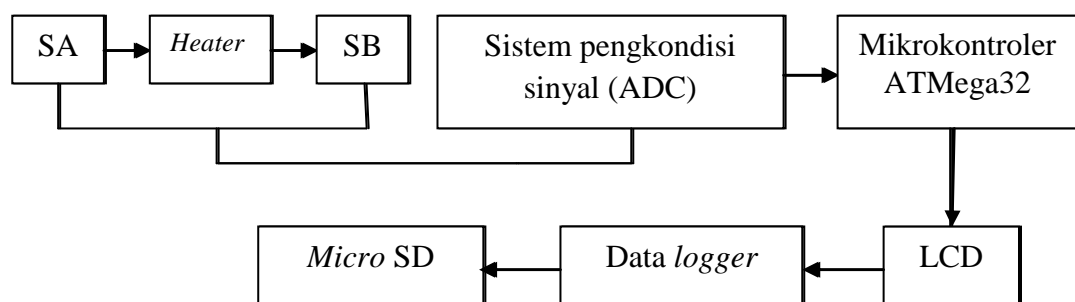 SA
Heater
SB
Sistem pengkondisi
sinyal (ADC)
Mikrokontroler
ATMega32
Micro SD
Data logger
LCD